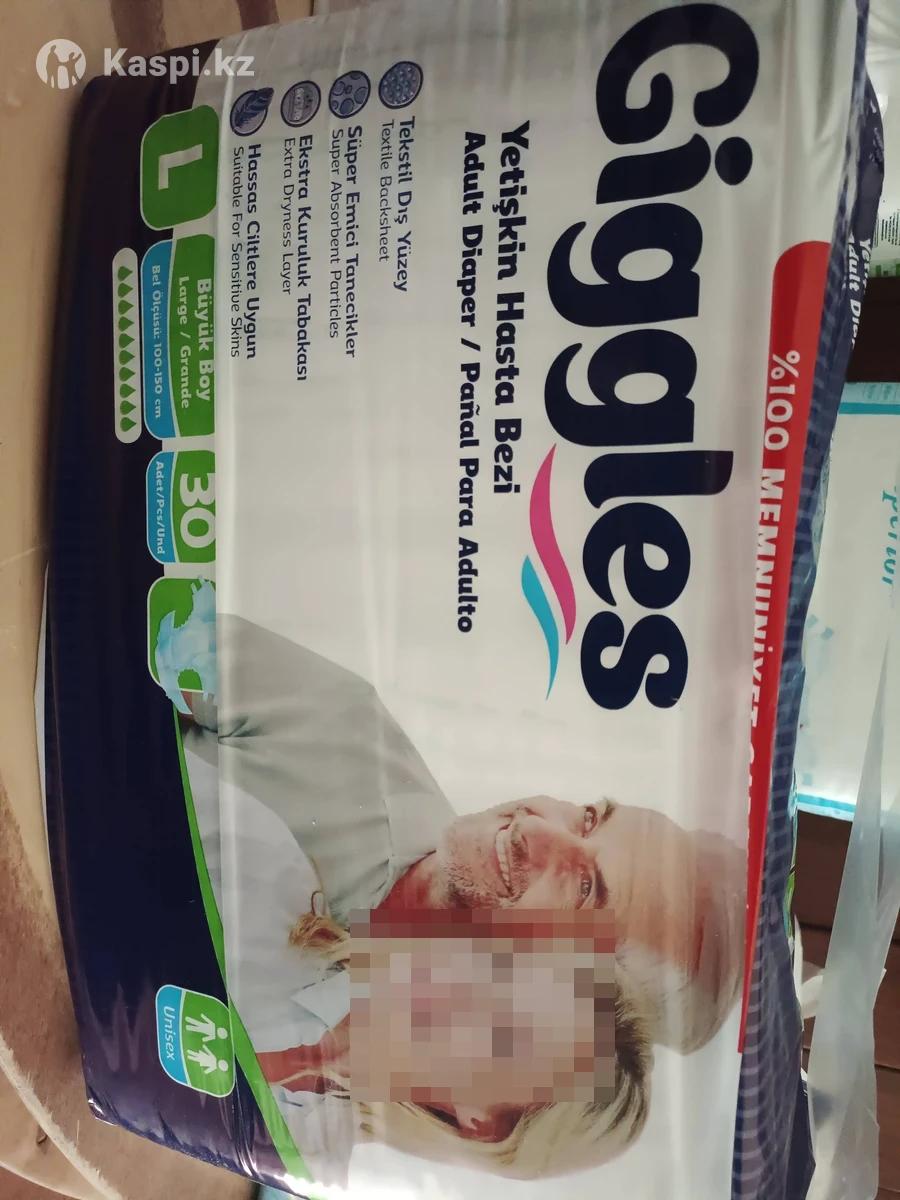 Kaspi.kz
Giggles
Yetişkin Hasta Bezi
Adult Diaper / Pañal Para Adulto
Tekstil Dış Yüzey
Textile Backsheet
Süper Emici Tanecikler
Super Absorbent Particles
Ekstra Kuruluk Tabakası
Extra Dryness Layer
Hassas Ciltlere Uygun
Suitable For Sensitive Skins
%100 MEMNUNİYET
L
Büyük Boy
Large / Grande
Bel Ölçüsü: 100-150 cm
30
Adet/Pcs/Und
Unisex